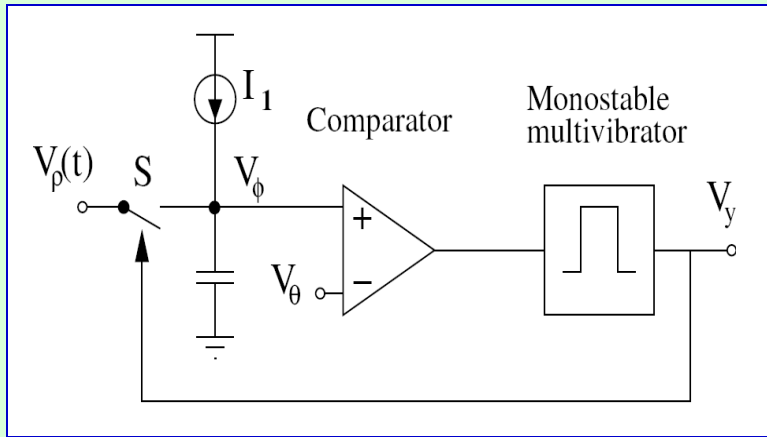 I₁
Comparator
Monostable
multivibrator
Vρ(t)
S
Vϕ
+
−
Vθ
Vy